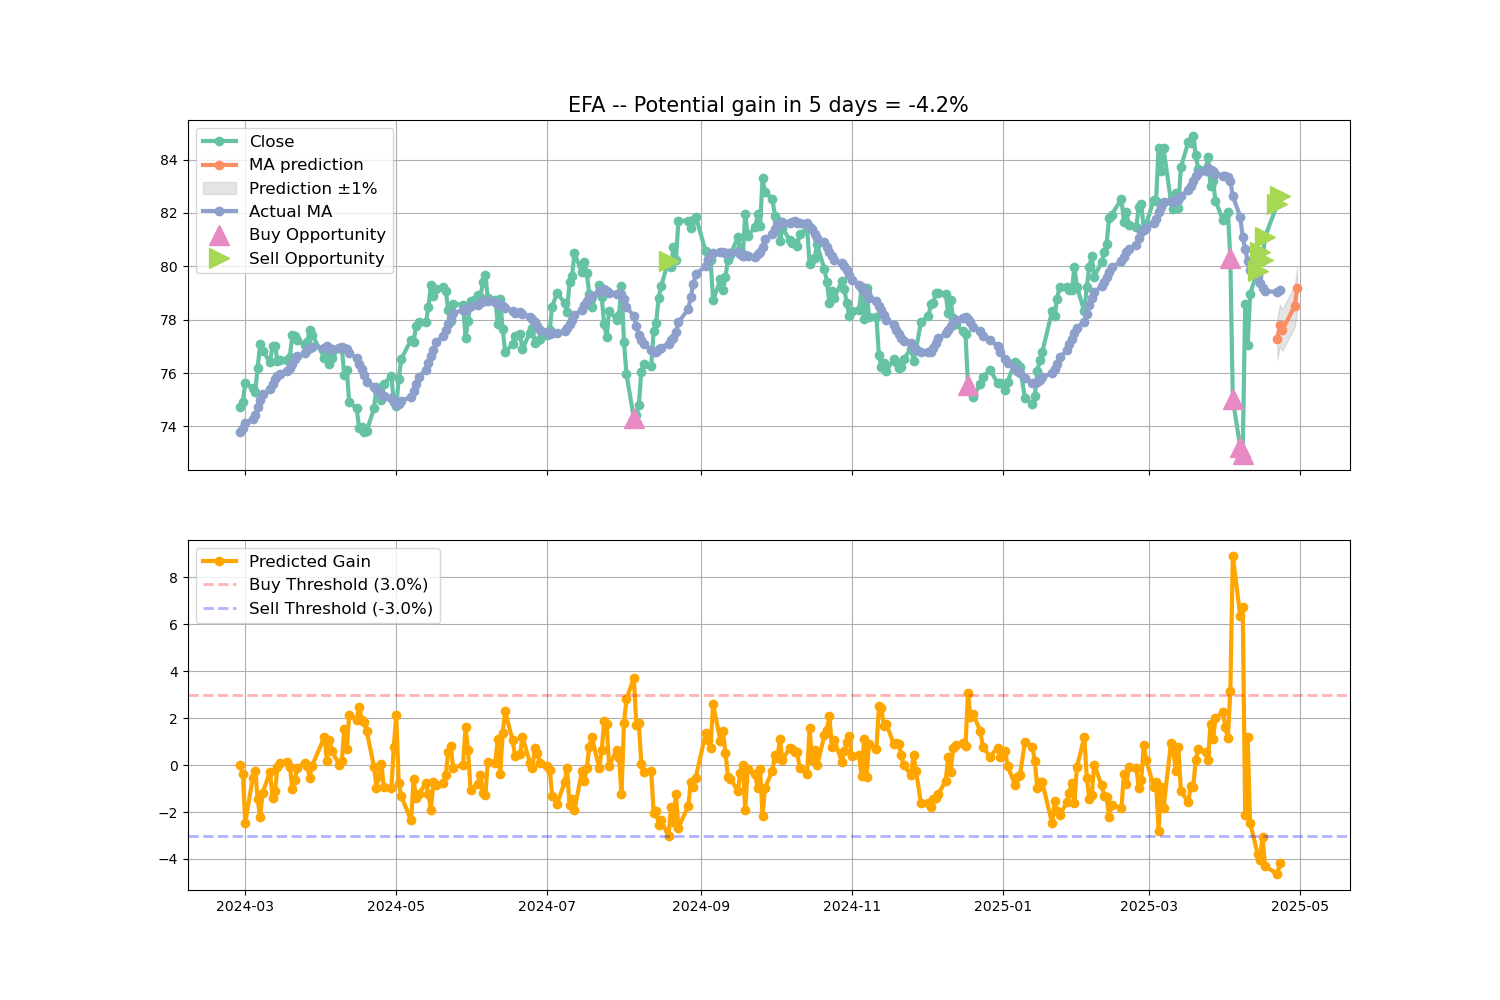 EFA -- Potential gain in 5 days = -4.2%
Close
MA prediction
Prediction ±1%
Actual MA
Buy Opportunity
Sell Opportunity
84
82
80
78
76
74
Predicted Gain
Buy Threshold (3.0%)
Sell Threshold (-3.0%)
8
6
4
2
0
−2
−4
2024-03 2024-05 2024-07 2024-09 2024-11 2025-01 2025-03 2025-05